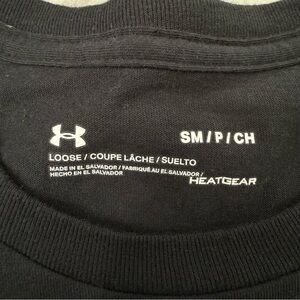 SM/P/CH
LOOSE / COUPE LÂCHE / SUELTO
MADE IN EL SALVADOR / FABRIQUÉ AU EL SALVADOR /
HECHO EN EL SALVADOR
HEATGEAR